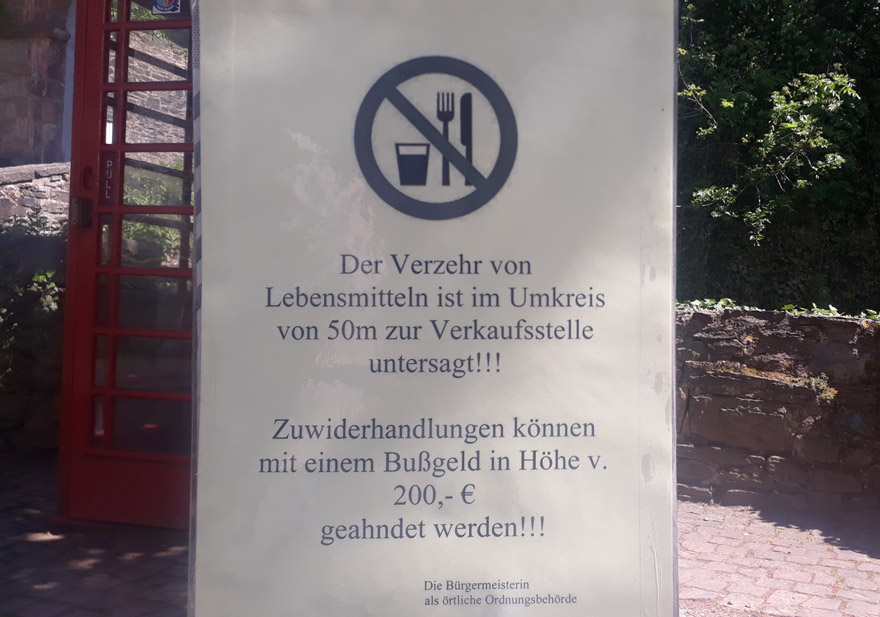 PULL
Der Verzehr von
Lebensmitteln ist im Umkreis
von 50m zur Verkaufsstelle
untersagt!!!
Zuwiderhandlungen können
mit einem Bußgeld in Höhe v.
200,- €
geahndet werden!!!
Die Bürgermeisterin
als örtliche Ordnungsbehörde